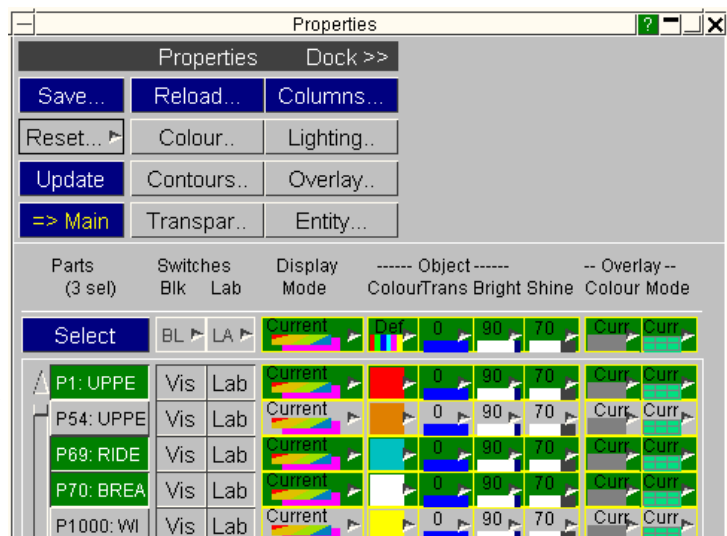 Properties ?
Properties Dock >>
Save... Reload... Columns...
Reset... Colour.. Lighting..
Update Contours.. Overlay..
=> Main Transpar.. Entity...
Parts Switches Display ------ Object ------ -- Overlay --
(3 sel) Blk Lab Mode Colour Trans Bright Shine Colour Mode
Select BL LA Current Def 0 90 70 Curr Curr
P1: UPPE Vis Lab Current 0 90 70 Curr Curr
P54: UPPE Vis Lab Current 0 90 70 Curr Curr
P69: RIDE Vis Lab Current 0 90 70 Curr Curr
P70: BREA Vis Lab Current 0 90 70 Curr Curr
P1000: WI Vis Lab Current 0 90 70 Curr Curr